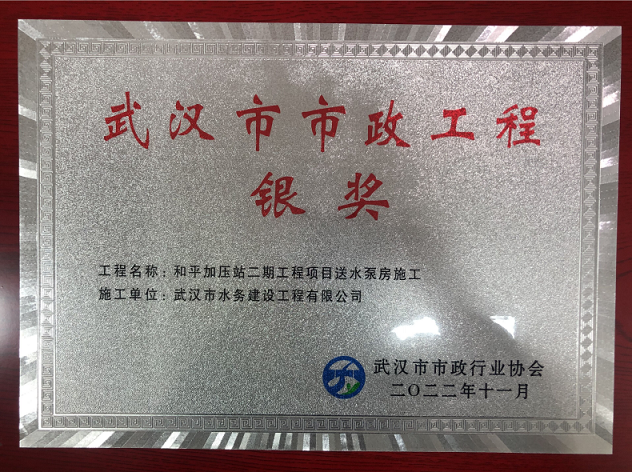 武汉市市政工程
银奖
工程名称：和平加压站二期工程项目送水泵房施工
施工单位：武汉市水务建设工程有限公司
武汉市市政行业协会
二〇二二年十一月